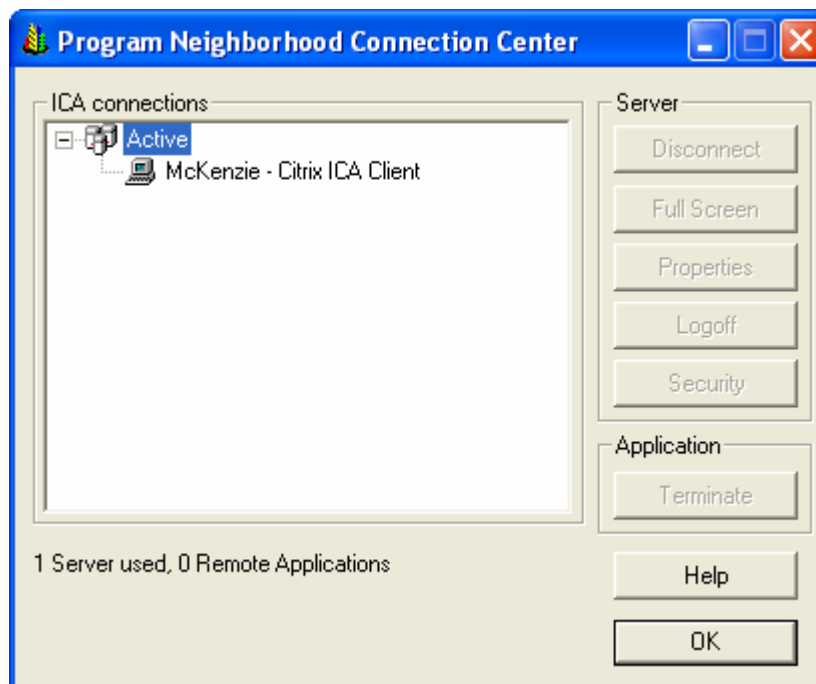 Program Neighborhood Connection Center
ICA connections
Active
McKenzie - Citrix ICA Client
1 Server used, 0 Remote Applications
Server
Disconnect
Full Screen
Properties
Logoff
Security
Application
Terminate
Help
OK